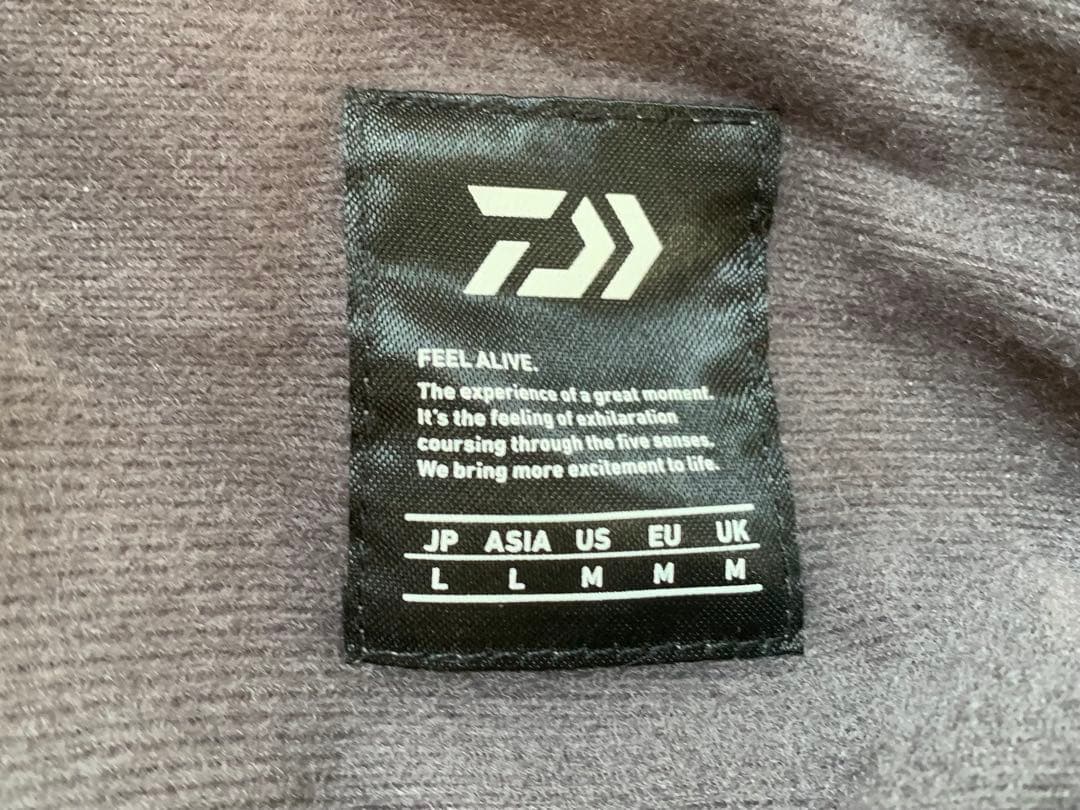 FEEL ALIVE.
The experience of a great moment.
It's the feeling of exhilaration
coursing through the five senses.
We bring more excitement to life.
JP ASIA US EU UK
L L M M M